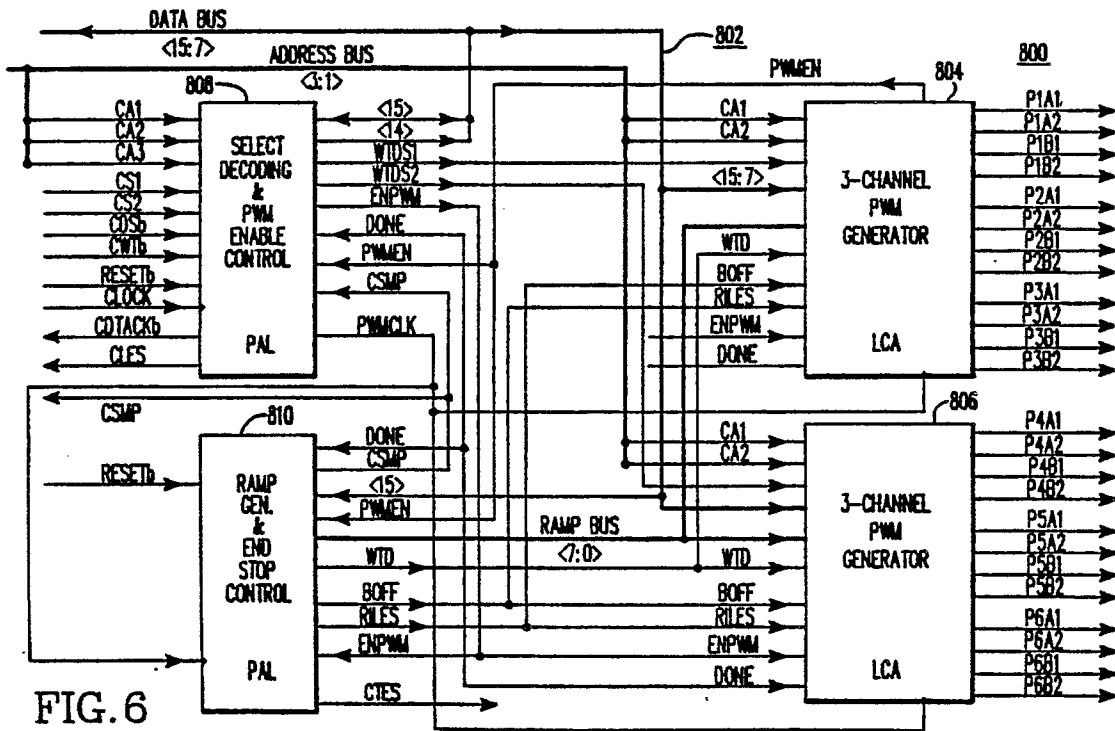 DATA BUS
<15:7>
ADDRESS BUS
<3:1>
802
PWMEN
800
808
804
CA1
CA2
CA3
CS1
CS2
CDSb
CWTb
RESETb
CLOCK
CDTACKb
CLES
SELECT
DECODING
&
PWM
ENABLE
CONTROL
PAL
<15>
<14>
WTDS1
WTDS2
ENPWM
DONE
PWMEN
CSMP
PWMCLK
CA1
CA2
<15:7>
WTD
BOFF
RILES
ENPWM
DONE
3-CHANNEL
PWM
GENERATOR
LCA
P1A1
P1A2
P1B1
P1B2
P2A1
P2A2
P2B1
P2B2
P3A1
P3A2
P3B1
P3B2
CSMP
810
806
RESETb
RAMP
GEN.
&
END
STOP
CONTROL
PAL
DONE
CSMP
<15>
PWMEN
RAMP BUS
<7:0>
WTD
BOFF
RILES
ENPWM
CTES
CA1
CA2
WTD
BOFF
RILES
ENPWM
DONE
3-CHANNEL
PWM
GENERATOR
LCA
P4A1
P4A2
P4B1
P4B2
P5A1
P5A2
P5B1
P5B2
P6A1
P6A2
P6B1
P6B2
FIG.6